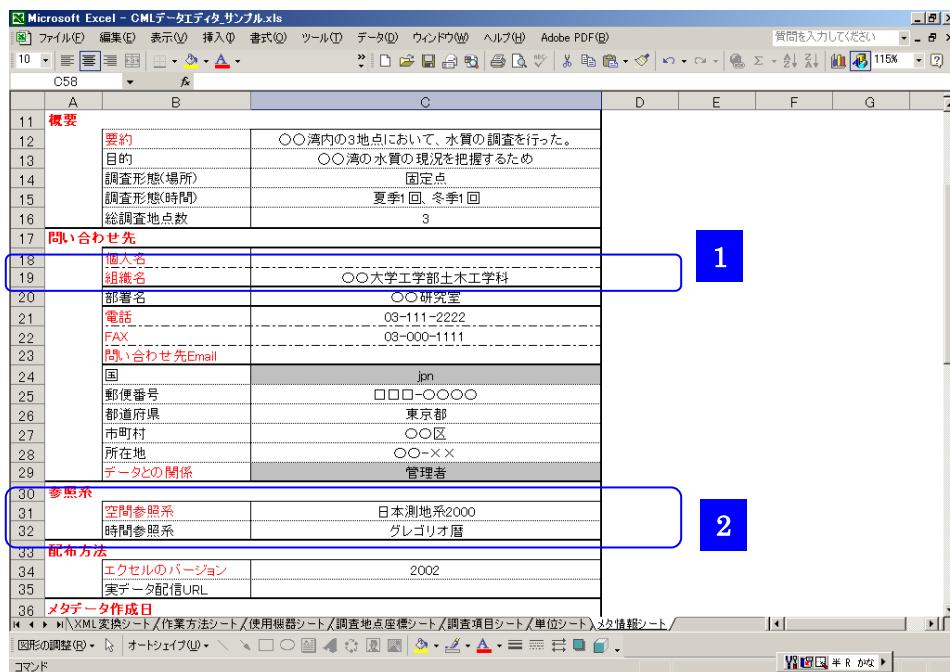 Microsoft Excel - CMLデータエディタ_サンプル.xls
ファイル(F) 編集(E) 表示(V) 挿入(I) 書式(O) ツール(T) データ(D) ウィンドウ(W) ヘルプ(H) Adobe PDF(B) 質問を入力してください
10 115%
C58 fx
A B C D E F G
11 概要
12 要約 〇〇湾内の3地点において、水質の調査を行った。
13 目的 〇〇湾の水質の現況を把握するため
14 調査形態(場所) 固定点
15 調査形態(時間) 夏季1回、冬季1回
16 総調査地点数 3
17 問い合わせ先
1
18 個人名
19 組織名 〇〇大学工学部土木工学科
20 部署名 〇〇研究室
21 電話 03-111-2222
22 FAX 03-000-1111
23 問い合わせ先Email
24 国 jpn
25 郵便番号 □□□-〇〇〇〇
26 都道府県 東京都
27 市町村 〇〇区
28 所在地 〇〇-××
29 データとの関係 管理者
30 参照系
31 空間参照系 日本測地系2000
2
32 時間参照系 グレゴリオ暦
33 配布方法
34 エクセルのバージョン 2002
35 実データ配信URL
36 メタデータ作成日
XML変換シート/作業方法シート/使用機器シート/調査地点座標シート/調査項目シート/単位シート\メタ情報シート/
図形の調整(R) オートシェイプ(U)
コマンド
R かな